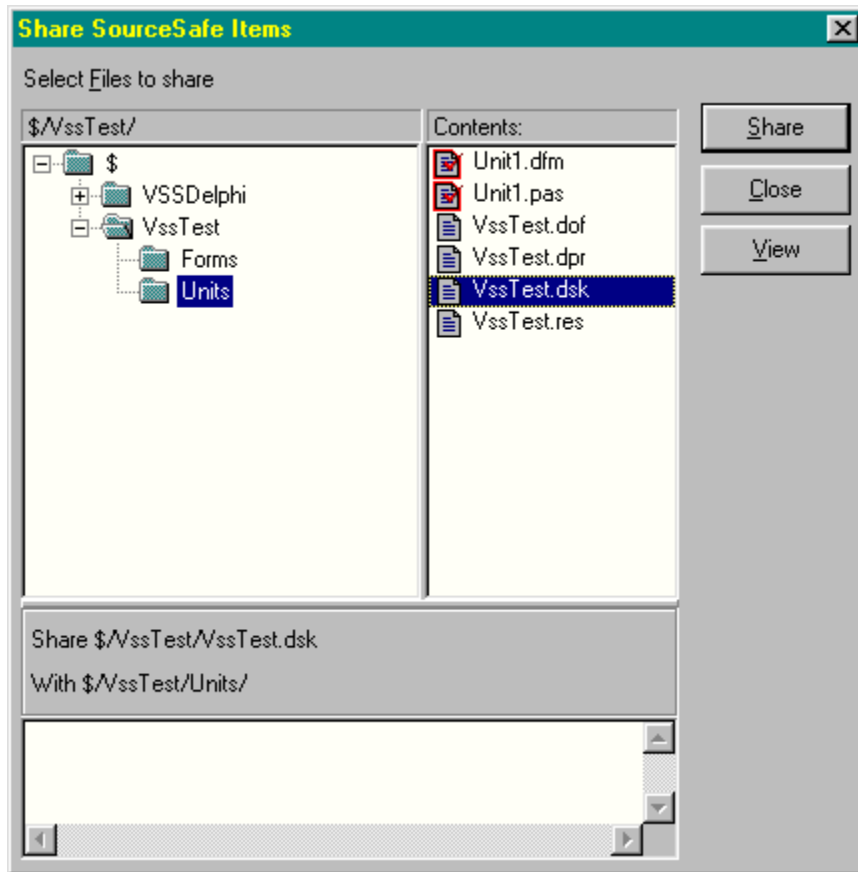 Share SourceSafe Items
Select Files to share
$/VssTest/
Contents:
$
VSSDelphi
VssTest
Forms
Units
Unit1.dfm
Unit1.pas
VssTest.dof
VssTest.dpr
VssTest.dsk
VssTest.res
Share
Close
View
Share $/VssTest/VssTest.dsk
With $/VssTest/Units/